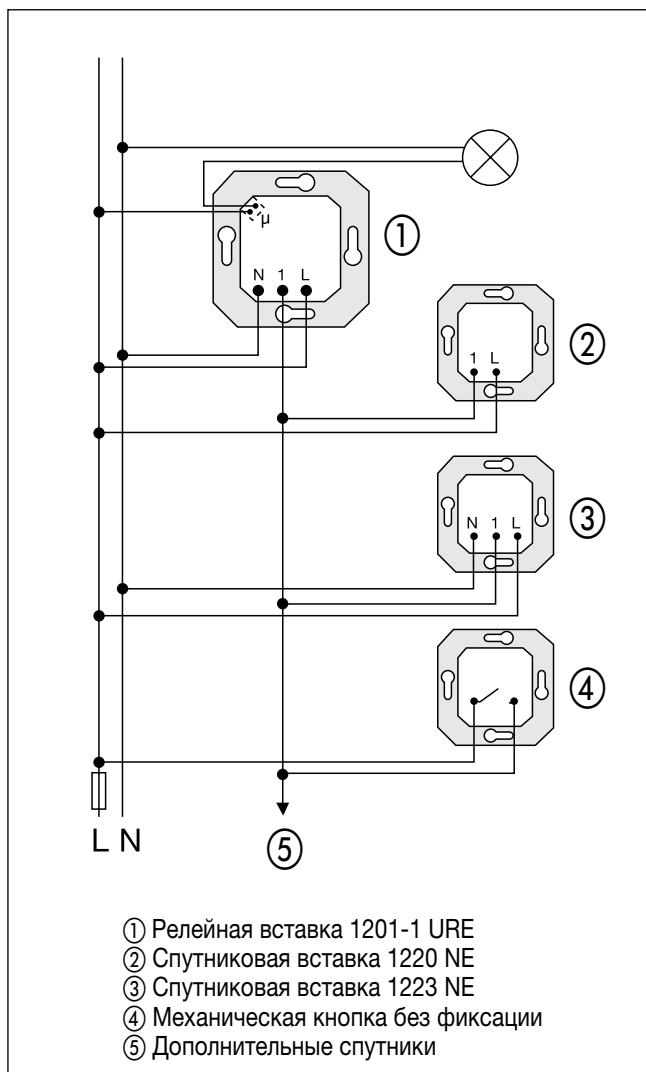 μ
①
N 1 L
②
1 L
③
N 1 L
④
L N
⑤
① Релейная вставка 1201-1 URE
② Спутниковая вставка 1220 NE
③ Спутниковая вставка 1223 NE
④ Механическая кнопка без фиксации
⑤ Дополнительные спутники